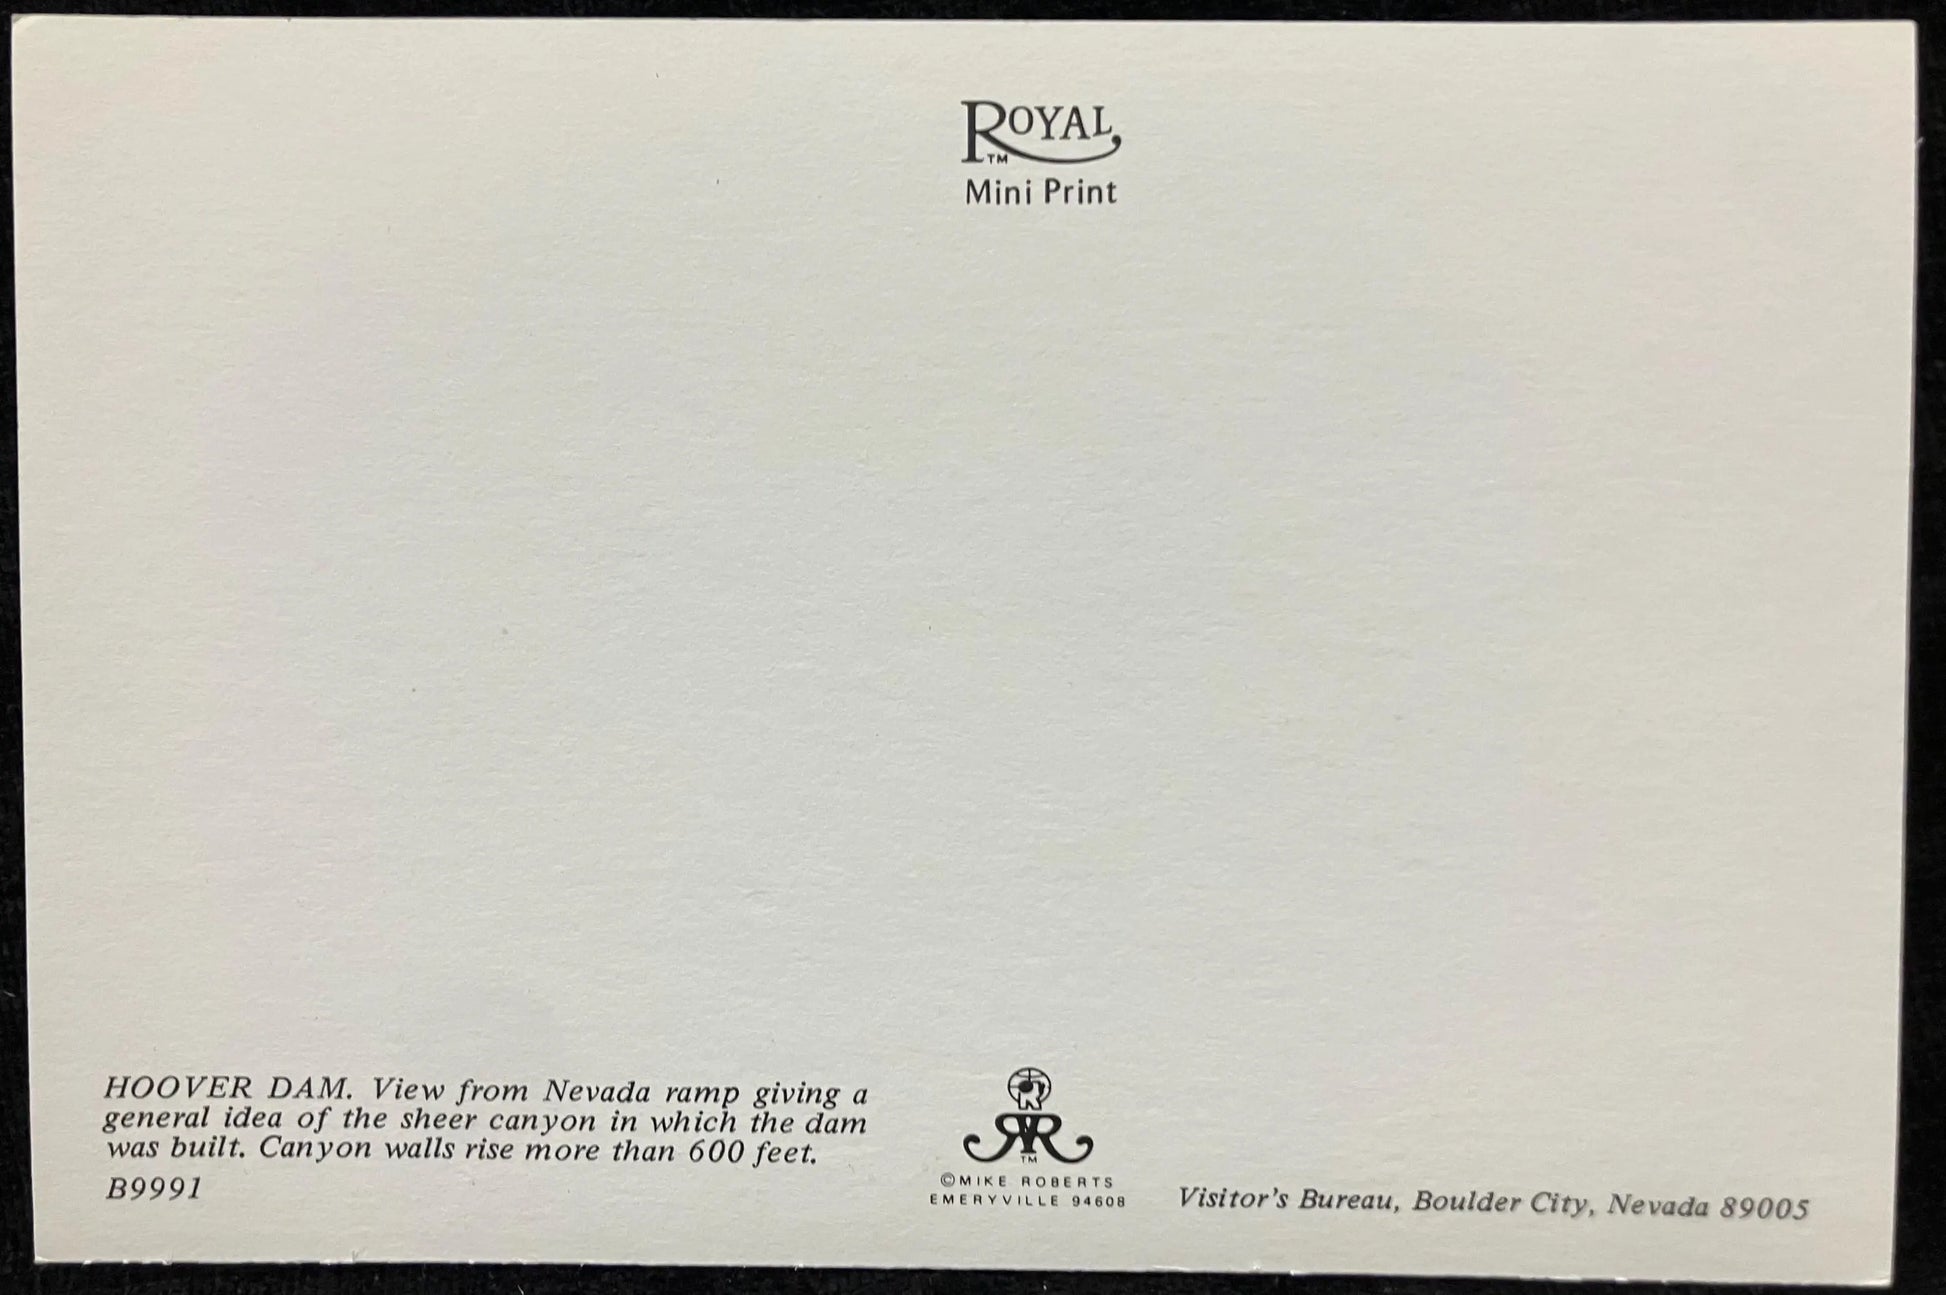 ROYAL
TM
Mini Print
HOOVER DAM. View from Nevada ramp giving a
general idea of the sheer canyon in which the dam
was built. Canyon walls rise more than 600 feet.
B9991
TM
©MIKE ROBERTS
EMERYVILLE 94608
Visitor's Bureau, Boulder City, Nevada 89005